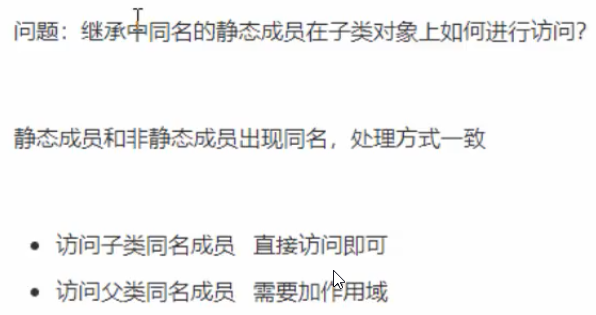 问题：继承中同名的静态成员在子类对象上如何进行访问？
静态成员和非静态成员出现同名，处理方式一致
• 访问子类同名成员 直接访问即可
• 访问父类同名成员 需要加作用域